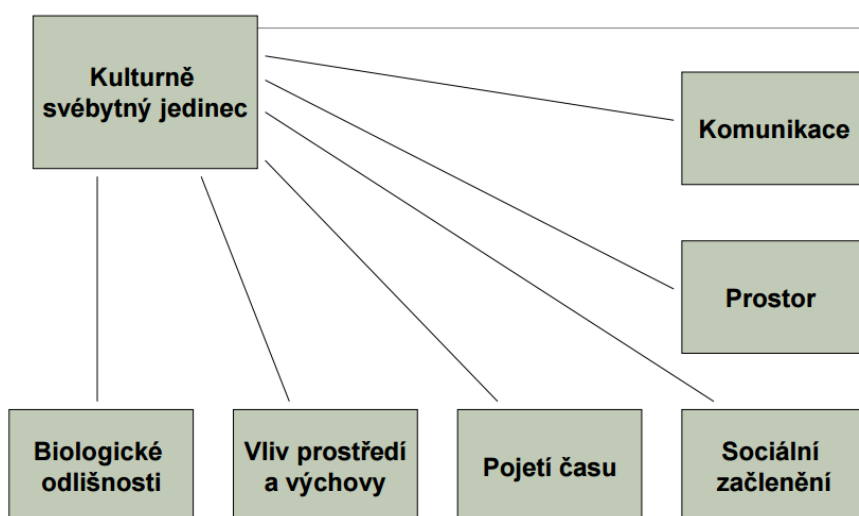 Kulturně
svébytný jedinec
Komunikace
Prostor
Biologické
odlišnosti
Vliv prostředí
a výchovy
Pojetí času
Sociální
začlenění